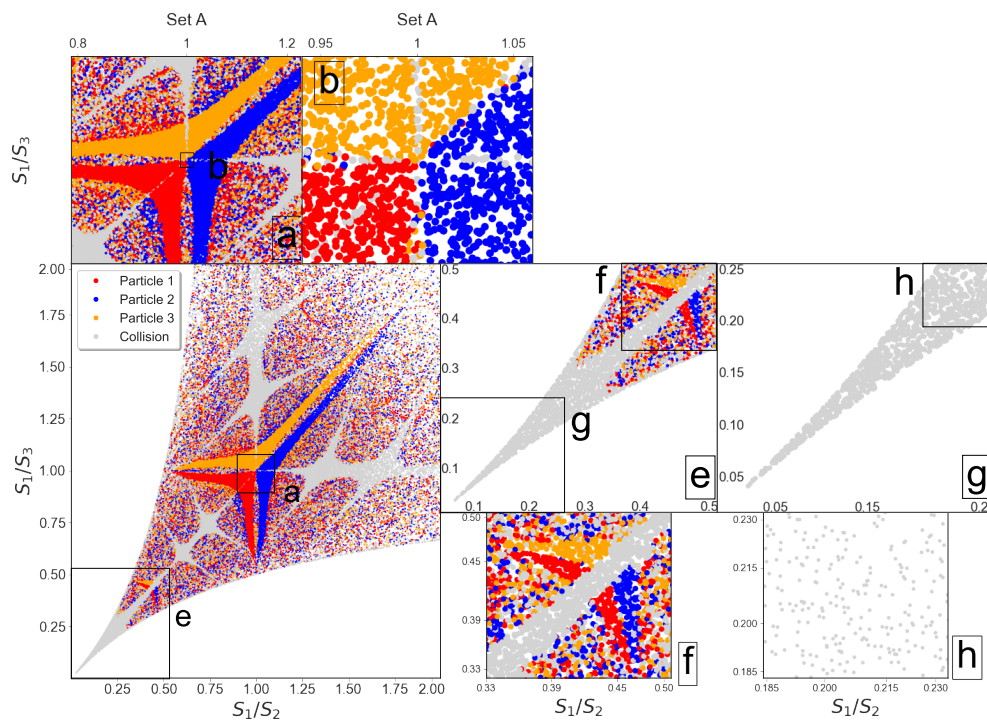 Set A
Set A
0.8
1
1.2
0.95
1
1.05
S₁/S₃
b
b
a
2.00
1.75
1.50
1.25
1.00
0.75
0.50
0.25
S₁/S₃
Particle 1
Particle 2
Particle 3
Collision
a
e
0.25
0.50
0.75
1.00
1.25
1.50
1.75
2.00
S₁/S₂
0.5
0.4
0.3
0.2
0.1
f
g
e
0.1
0.2
0.3
0.4
0.5
0.25
0.20
0.15
0.10
0.05
h
g
0.05
0.15
0.2
0.50
0.45
0.39
0.33
f
0.33
0.39
0.45
0.50
S₁/S₂
0.230
0.215
0.200
0.185
h
0.185
0.200
0.215
0.230
S₁/S₂